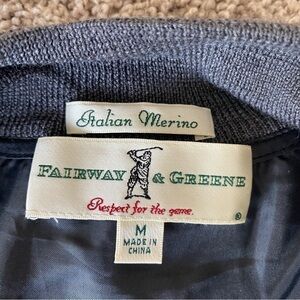 Italian Merino
FAIRWAY & GREENE
Respect for the game.
®
M
MADE IN
CHINA